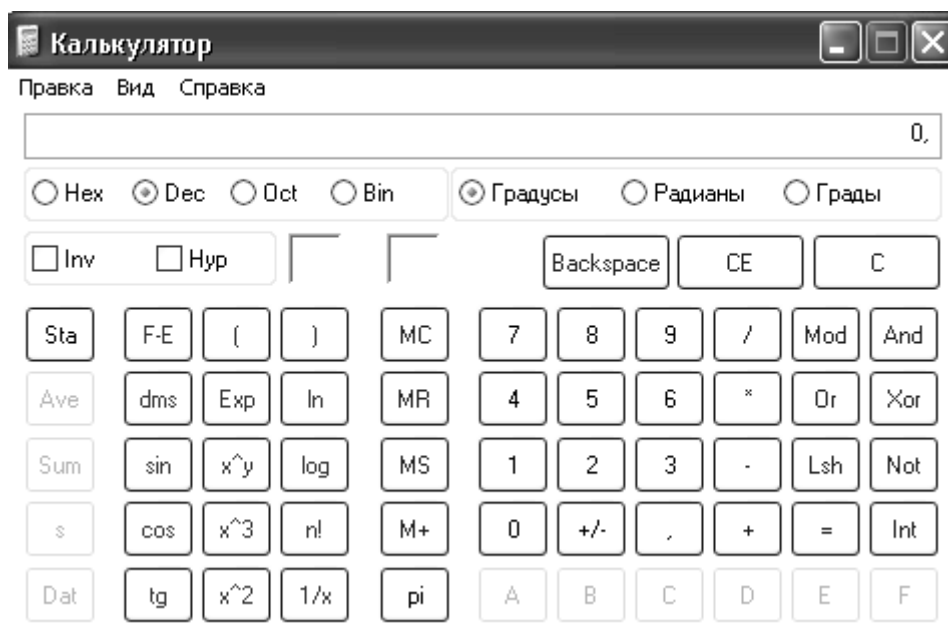 Калькулятор
Правка Вид Справка
0,
Hex Dec Oct Bin Градусы Радианы Грады
Inv Hyp Backspace CE C
Sta F-E ( ) MC 7 8 9 / Mod And
Ave dms Exp ln MR 4 5 6 * Or Xor
Sum sin x^y log MS 1 2 3 - Lsh Not
s cos x^3 n! M+ 0 +/- , + = Int
Dat tg x^2 1/x pi A B C D E F